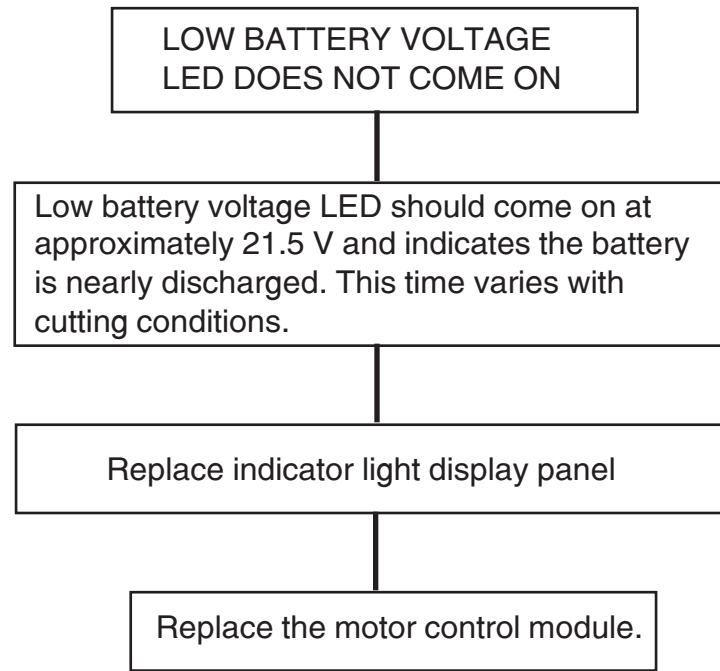 LOW BATTERY VOLTAGE
LED DOES NOT COME ON
Low battery voltage LED should come on at
approximately 21.5 V and indicates the battery
is nearly discharged. This time varies with
cutting conditions.
Replace indicator light display panel
Replace the motor control module.